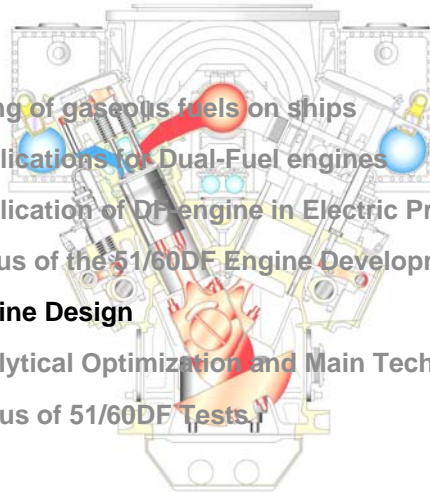 ng of gaseous fuels on ships
lications for Dual-Fuel engines
lication of DF-engine in Electric Pr
us of the 51/60DF Engine Developm
ine Design
lytical Optimization and Main Tech
us of 51/60DF Tests